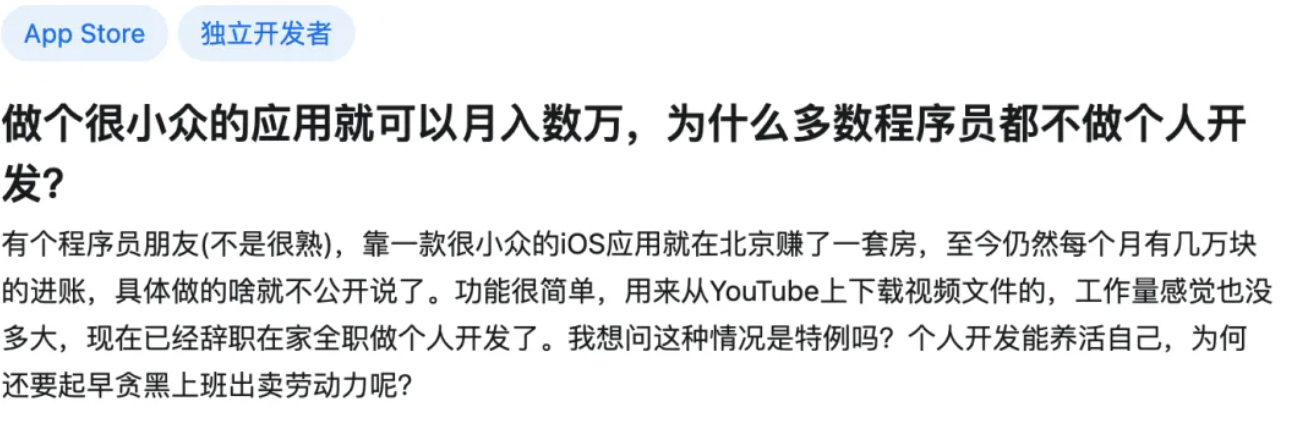 App Store 独立开发者
做个很小众的应用就可以月入数万，为什么多数程序员都不做个人开
发？
有个程序员朋友(不是很熟)，靠一款很小众的iOS应用就在北京赚了一套房，至今仍然每个月有几万块
的进账，具体做的啥就不公开说了。功能很简单，用来从YouTube上下载视频文件的，工作量感觉也没
多大，现在已经辞职在家全职做个人开发了。我想问这种情况是特例吗？个人开发能养活自己，为何
还要起早贪黑上班出卖劳动力呢？